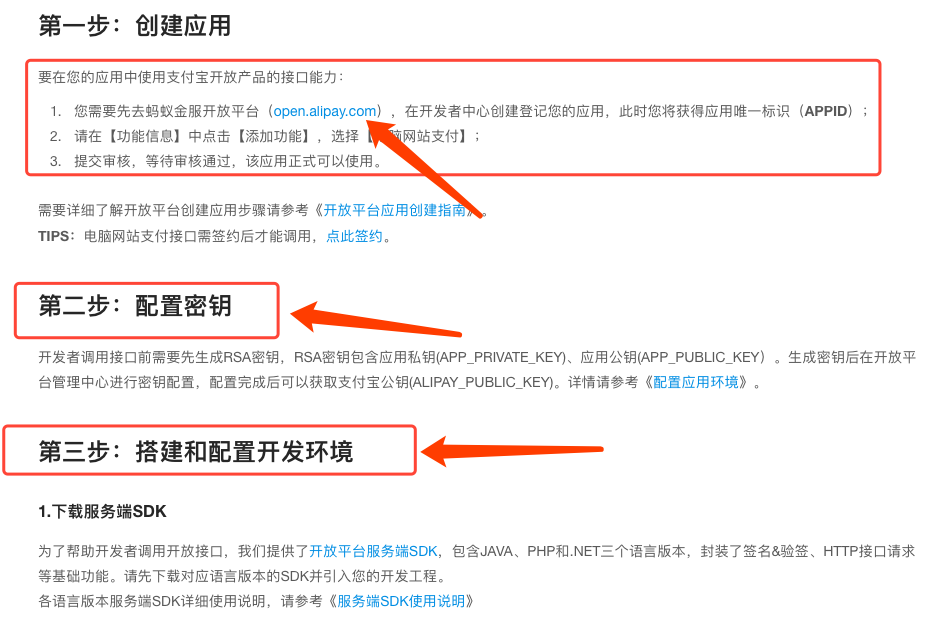 第一步：创建应用
要在您的应用中使用支付宝开放产品的接口能力：
1. 您需要先去蚂蚁金服开放平台（open.alipay.com），在开发者中心创建登记您的应用，此时您将获得应用唯一标识（APPID）；
2. 请在【功能信息】中点击【添加功能】，选择【脑网站支付】；
3. 提交审核，等待审核通过，该应用正式可以使用。
需要详细了解开放平台创建应用步骤请参考《开放平台应用创建指南》。
TIPS：电脑网站支付接口需签约后才能调用，点此签约。
第二步：配置密钥
开发者调用接口前需要先生成RSA密钥，RSA密钥包含应用私钥(APP_PRIVATE_KEY)、应用公钥(APP_PUBLIC_KEY）。生成密钥后在开放平
台管理中心进行密钥配置，配置完成后可以获取支付宝公钥(ALIPAY_PUBLIC_KEY)。详情请参考《配置应用环境》。
第三步：搭建和配置开发环境
1.下载服务端SDK
为了帮助开发者调用开放接口，我们提供了开放平台服务端SDK，包含JAVA、PHP和.NET三个语言版本，封装了签名&验签、HTTP接口请求
等基础功能。请先下载对应语言版本的SDK并引入您的开发工程。
各语言版本服务端SDK详细使用说明，请参考《服务端SDK使用说明》